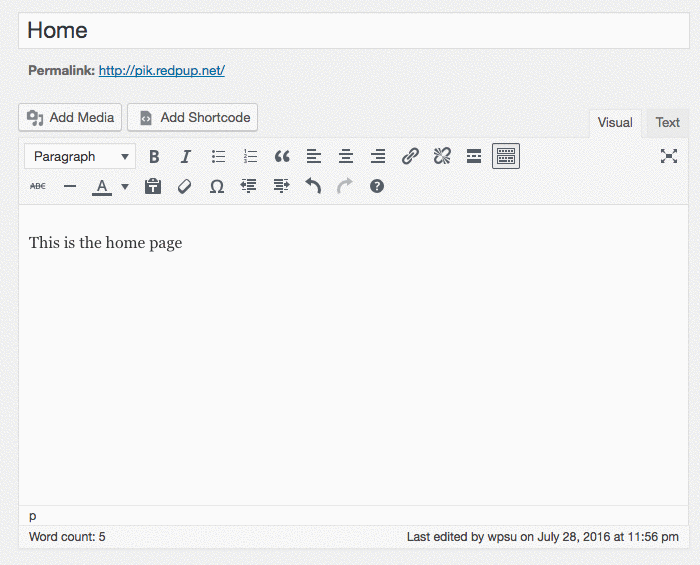 Home
Permalink: http://pik.redpup.net/
Add Media Add Shortcode
Visual Text
Paragraph B I
ABC A Ω ?
This is the home page
p
Word count: 5 Last edited by wpsu on July 28, 2016 at 11:56 pm